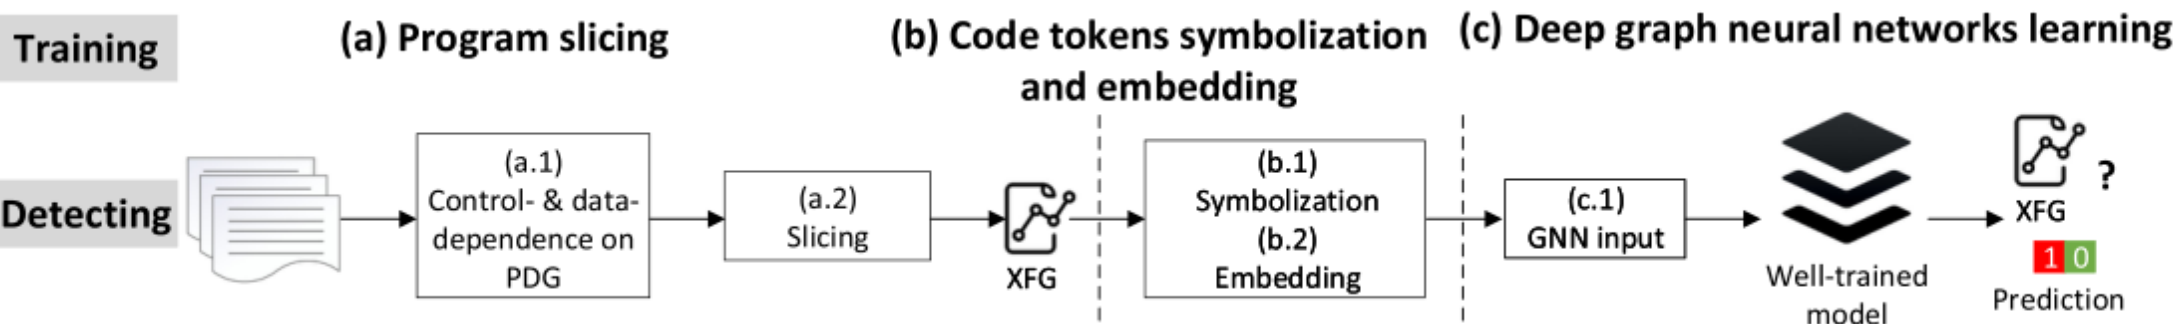 Training
(a) Program slicing
(b) Code tokens symbolization
and embedding
(c) Deep graph neural networks learning
Detecting
(a.1)
Control- & data-
dependence on
PDG
(a.2)
Slicing
XFG
(b.1)
Symbolization
(b.2)
Embedding
(c.1)
GNN input
Well-trained
model
?
XFG
1 0
Prediction